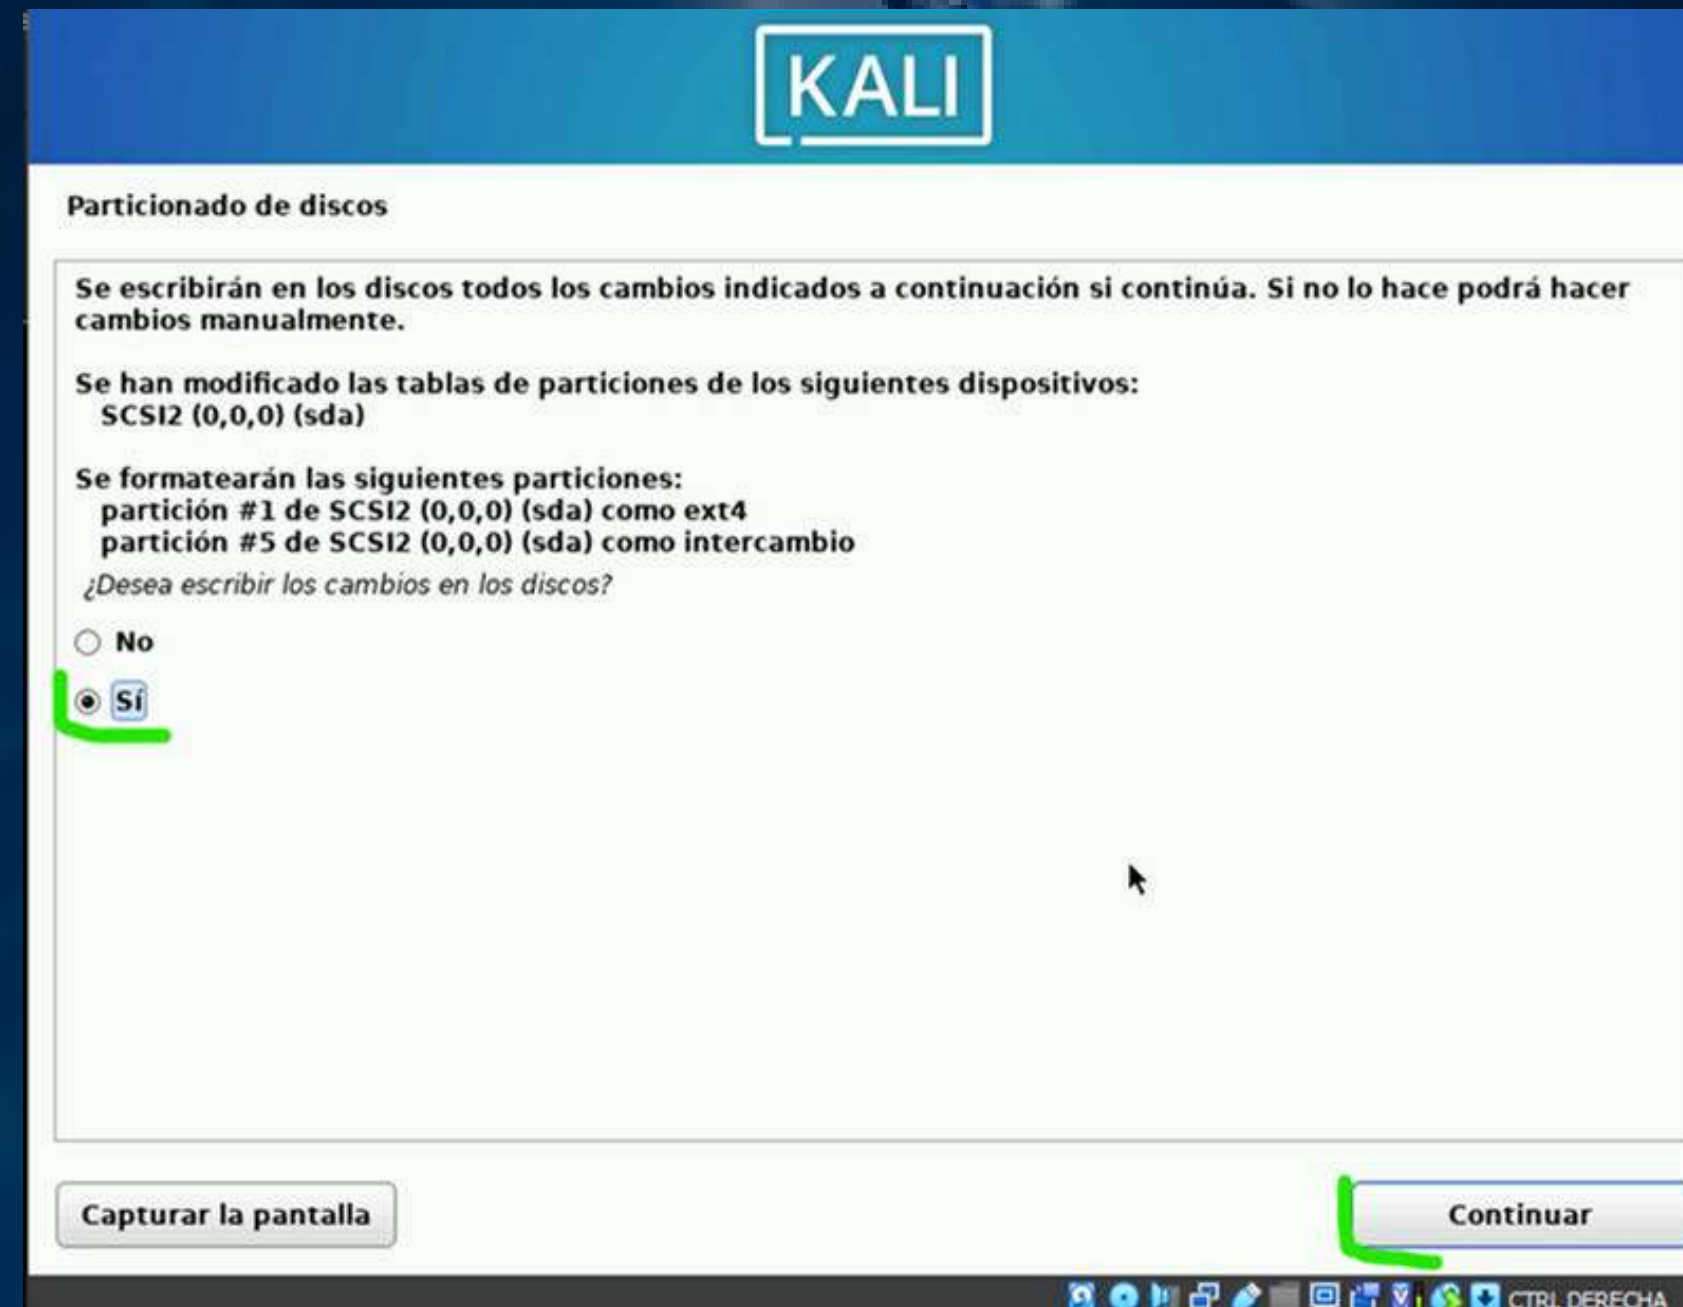 KALI
Particionado de discos
Se escribirán en los discos todos los cambios indicados a continuación si continúa. Si no lo hace podrá hacer
cambios manualmente.
Se han modificado las tablas de particiones de los siguientes dispositivos:
SCSI2 (0,0,0) (sda)
Se formatearán las siguientes particiones:
partición #1 de SCSI2 (0,0,0) (sda) como ext4
partición #5 de SCSI2 (0,0,0) (sda) como intercambio
¿Desea escribir los cambios en los discos?
No
Sí
Capturar la pantalla
Continuar
CTRL DERECHA